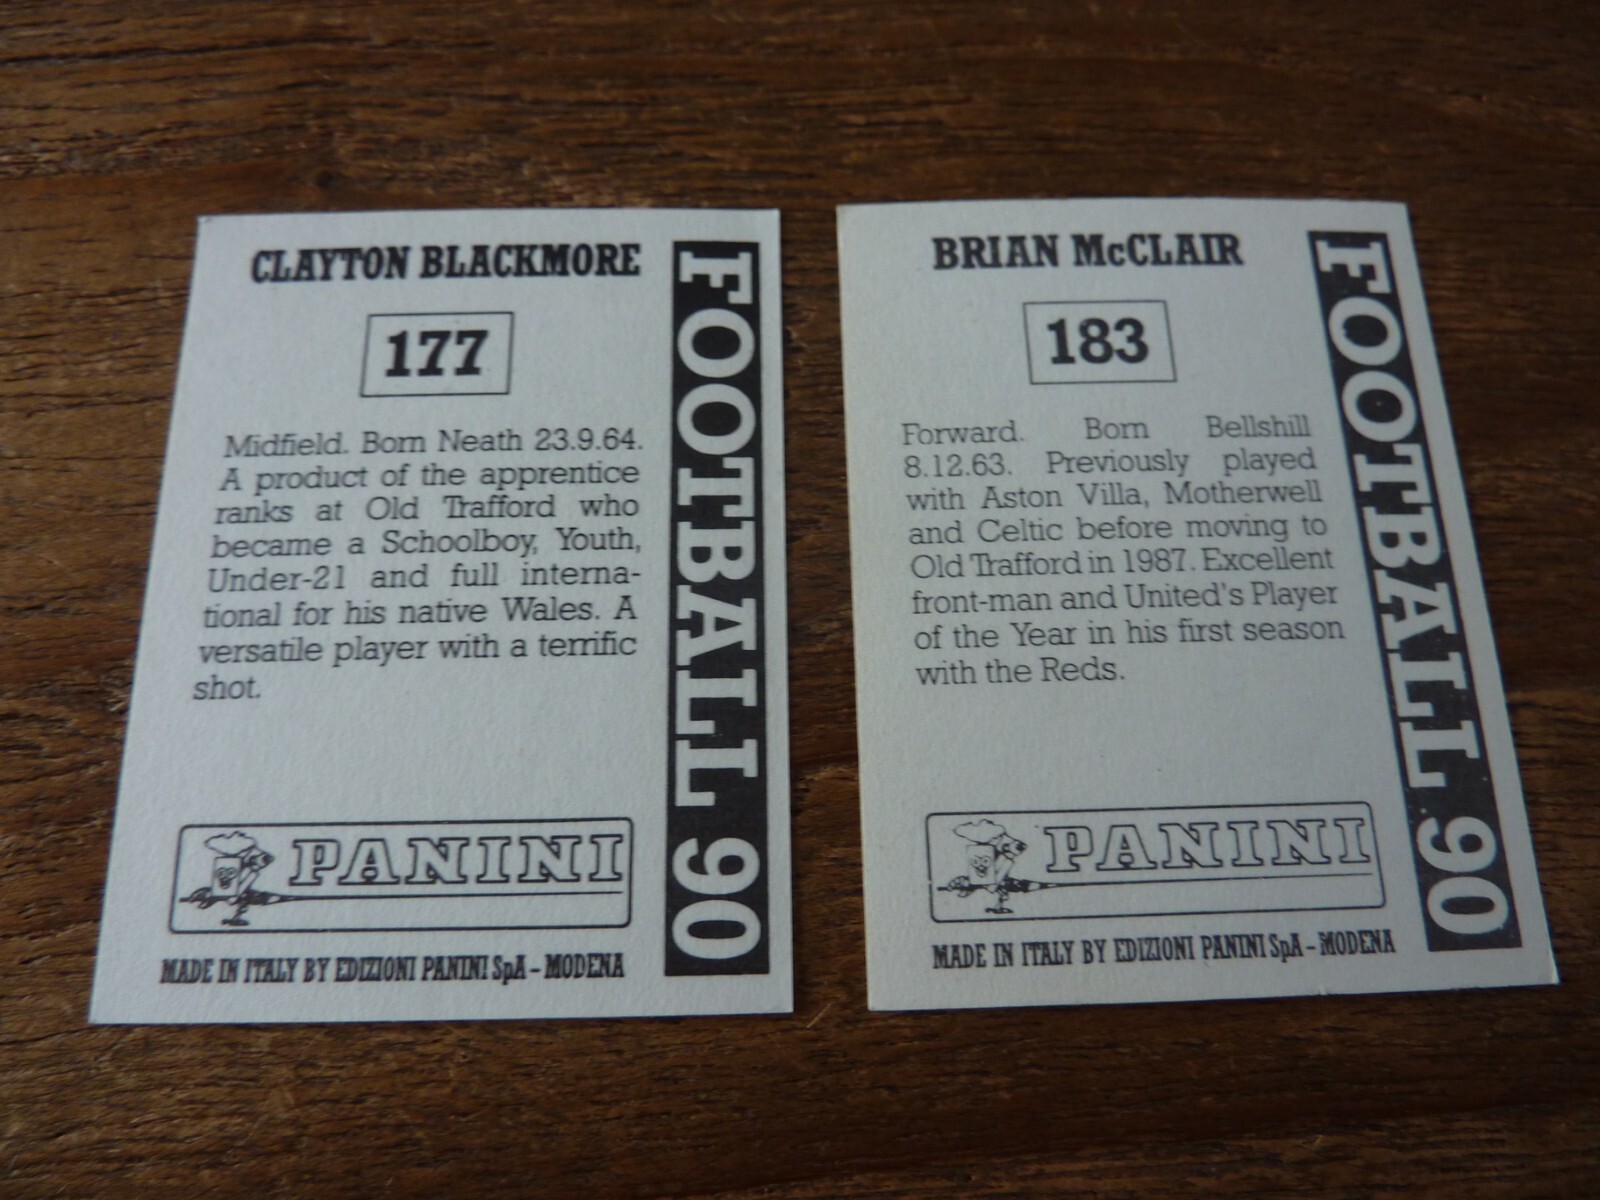 CLAYTON BLACKMORE
177
Midfield. Born Neath 23.9.64.
A product of the apprentice
ranks at Old Trafford who
became a Schoolboy, Youth,
Under-21 and full interna-
tional for his native Wales. A
versatile player with a terrific
shot.
PANINI
MADE IN ITALY BY EDIZIONI PANINI SpA - MODENA
FOOTBALL 90
BRIAN McCLAIR
183
Forward. Born Bellshill
8.12.63. Previously played
with Aston Villa, Motherwell
and Celtic before moving to
Old Trafford in 1987. Excellent
front-man and United's Player
of the Year in his first season
with the Reds.
PANINI
MADE IN ITALY BY EDIZIONI PANINI SpA - MODENA
FOOTBALL 90